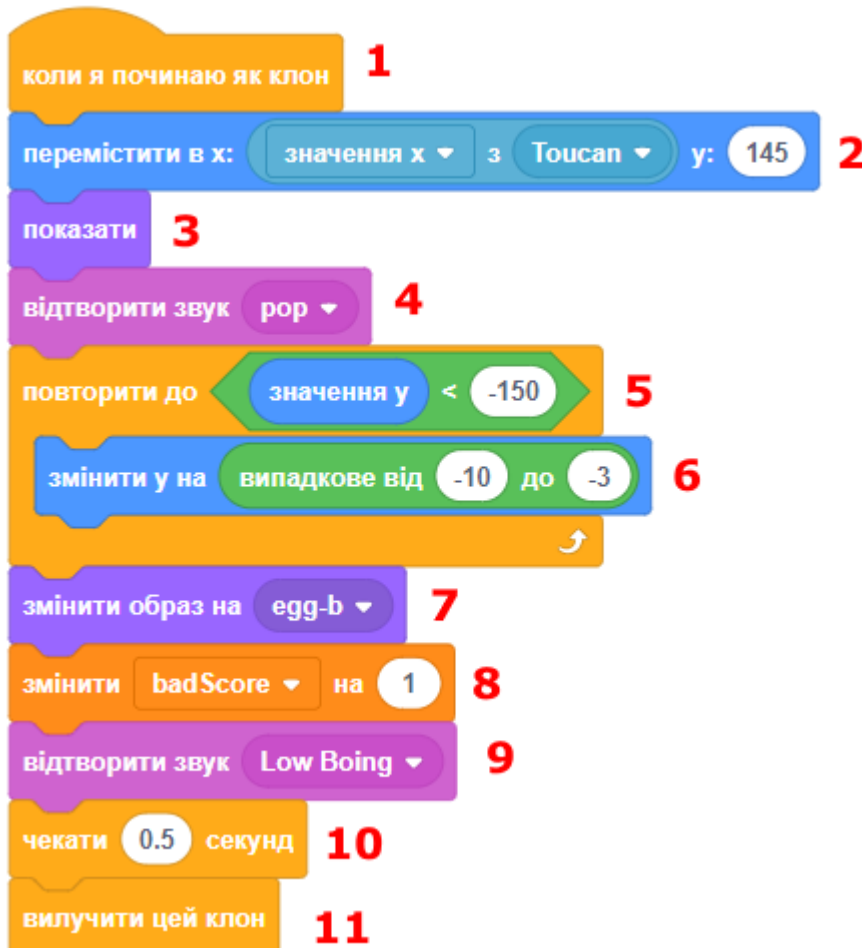 коли я починаю як клон 1
перемістити в x: значення x з Toucan y: 145 2
показати 3
відтворити звук pop 4
повторити до значення y < -150 5
змінити y на випадкове від -10 до -3 6
змінити образ на egg-b 7
змінити badScore на 1 8
відтворити звук Low Boing 9
чекати 0.5 секунд 10
вилучити цей клон 11